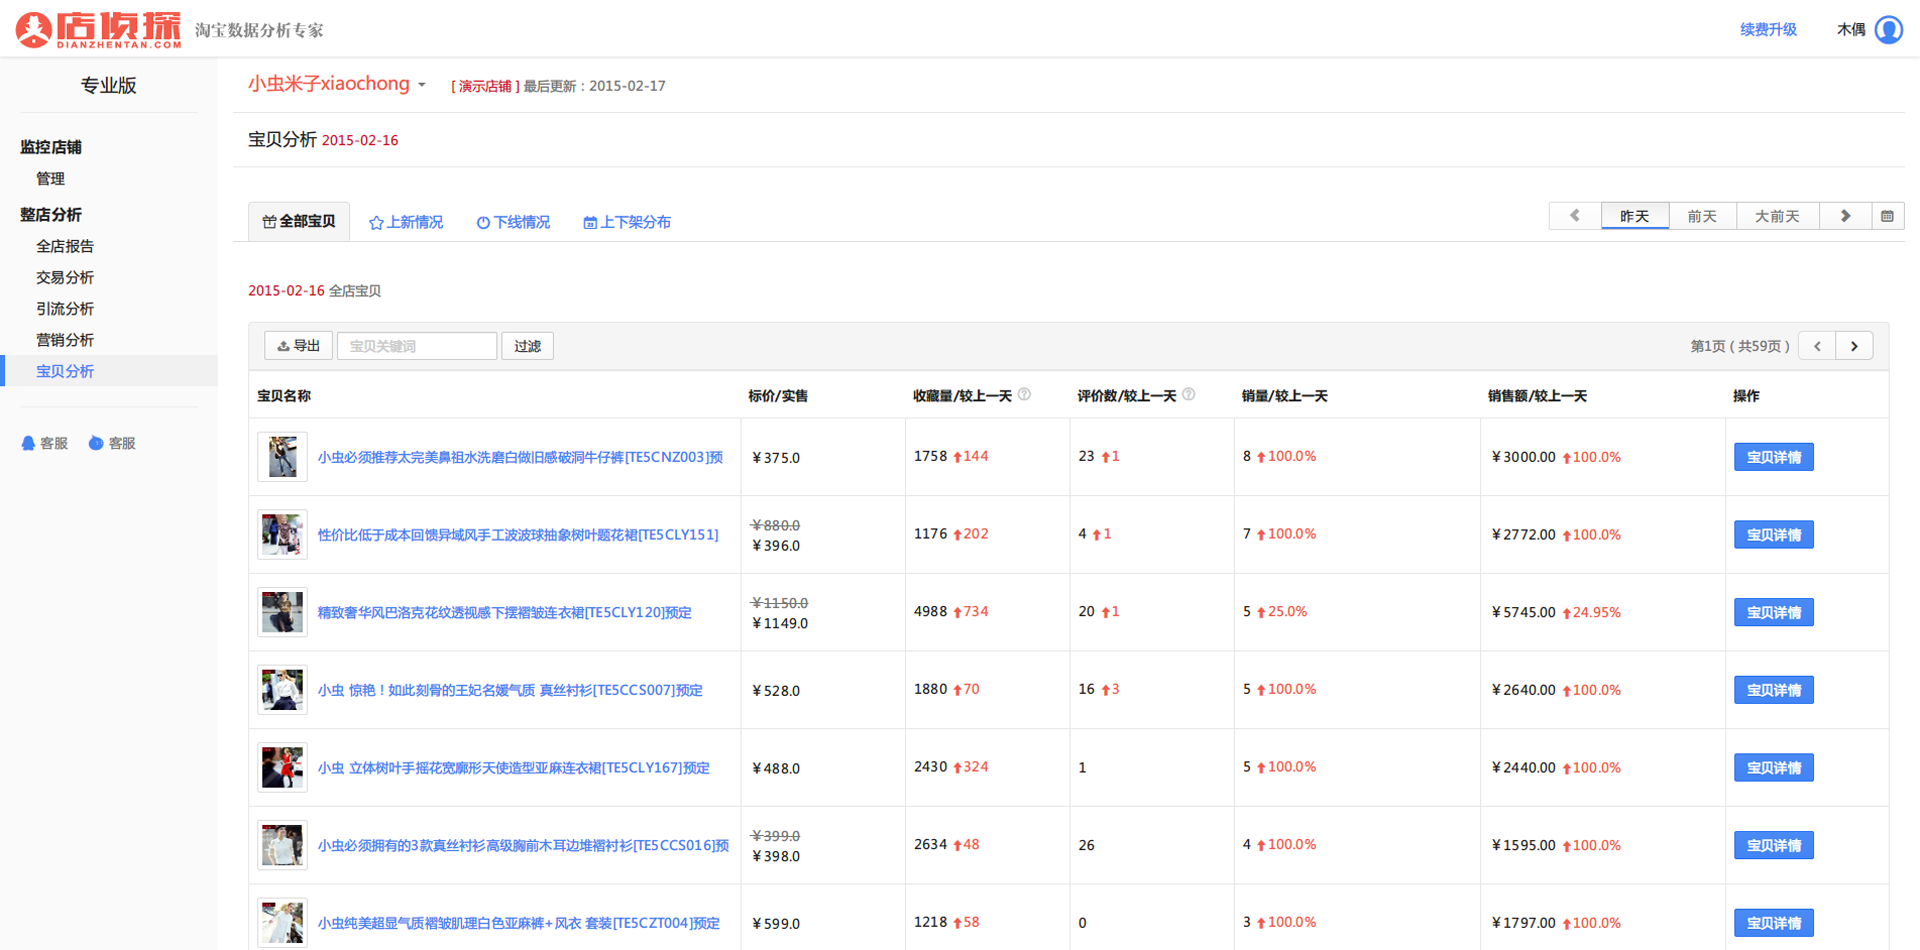 店侦探 淘宝数据分析专家 续费升级 木偶
DIANZHENTAN.COM
专业版
小虫米子xiaochong [ 演示店铺 ] 最后更新：2015-02-17
监控店铺
管理
整店分析
全店报告
交易分析
引流分析
营销分析
宝贝分析
客服 客服
宝贝分析 2015-02-16
全部宝贝 上新情况 下线情况 上下架分布 昨天 前天 大前天
2015-02-16 全店宝贝
导出 宝贝关键词 过滤 第1页 ( 共59页 )
宝贝名称 标价/实售 收藏量/较上一天 评价数/较上一天 销量/较上一天 销售额/较上一天 操作
小虫必须推荐太完美鼻祖水洗磨白做旧感破洞牛仔裤[TE5CNZ003]预 ¥375.0 1758 144 23 1 8 100.0% ¥3000.00 100.0% 宝贝详情
¥880.0
性价比低于成本回馈异域风手工波波球抽象树叶题花裙[TE5CLY151] ¥396.0 1176 202 4 1 7 100.0% ¥2772.00 100.0% 宝贝详情
¥1150.0
精致奢华风巴洛克花纹透视感下摆褶皱连衣裙[TE5CLY120]预定 ¥1149.0 4988 734 20 1 5 25.0% ¥5745.00 24.95% 宝贝详情
小虫 惊艳！如此刻骨的王妃名媛气质 真丝衬衫[TE5CCS007]预定 ¥528.0 1880 70 16 3 5 100.0% ¥2640.00 100.0% 宝贝详情
小虫 立体树叶手摇花宽廓形天使造型亚麻连衣裙[TE5CLY167]预定 ¥488.0 2430 324 1 5 100.0% ¥2440.00 100.0% 宝贝详情
¥399.0
小虫必须拥有的3款真丝衬衫高级胸前木耳边堆褶衬衫[TE5CCS016]预 ¥398.0 2634 48 26 4 100.0% ¥1595.00 100.0% 宝贝详情
小虫纯美超显气质褶皱肌理白色亚麻裤+风衣 套装[TE5CZT004]预定 ¥599.0 1218 58 0 3 100.0% ¥1797.00 100.0% 宝贝详情